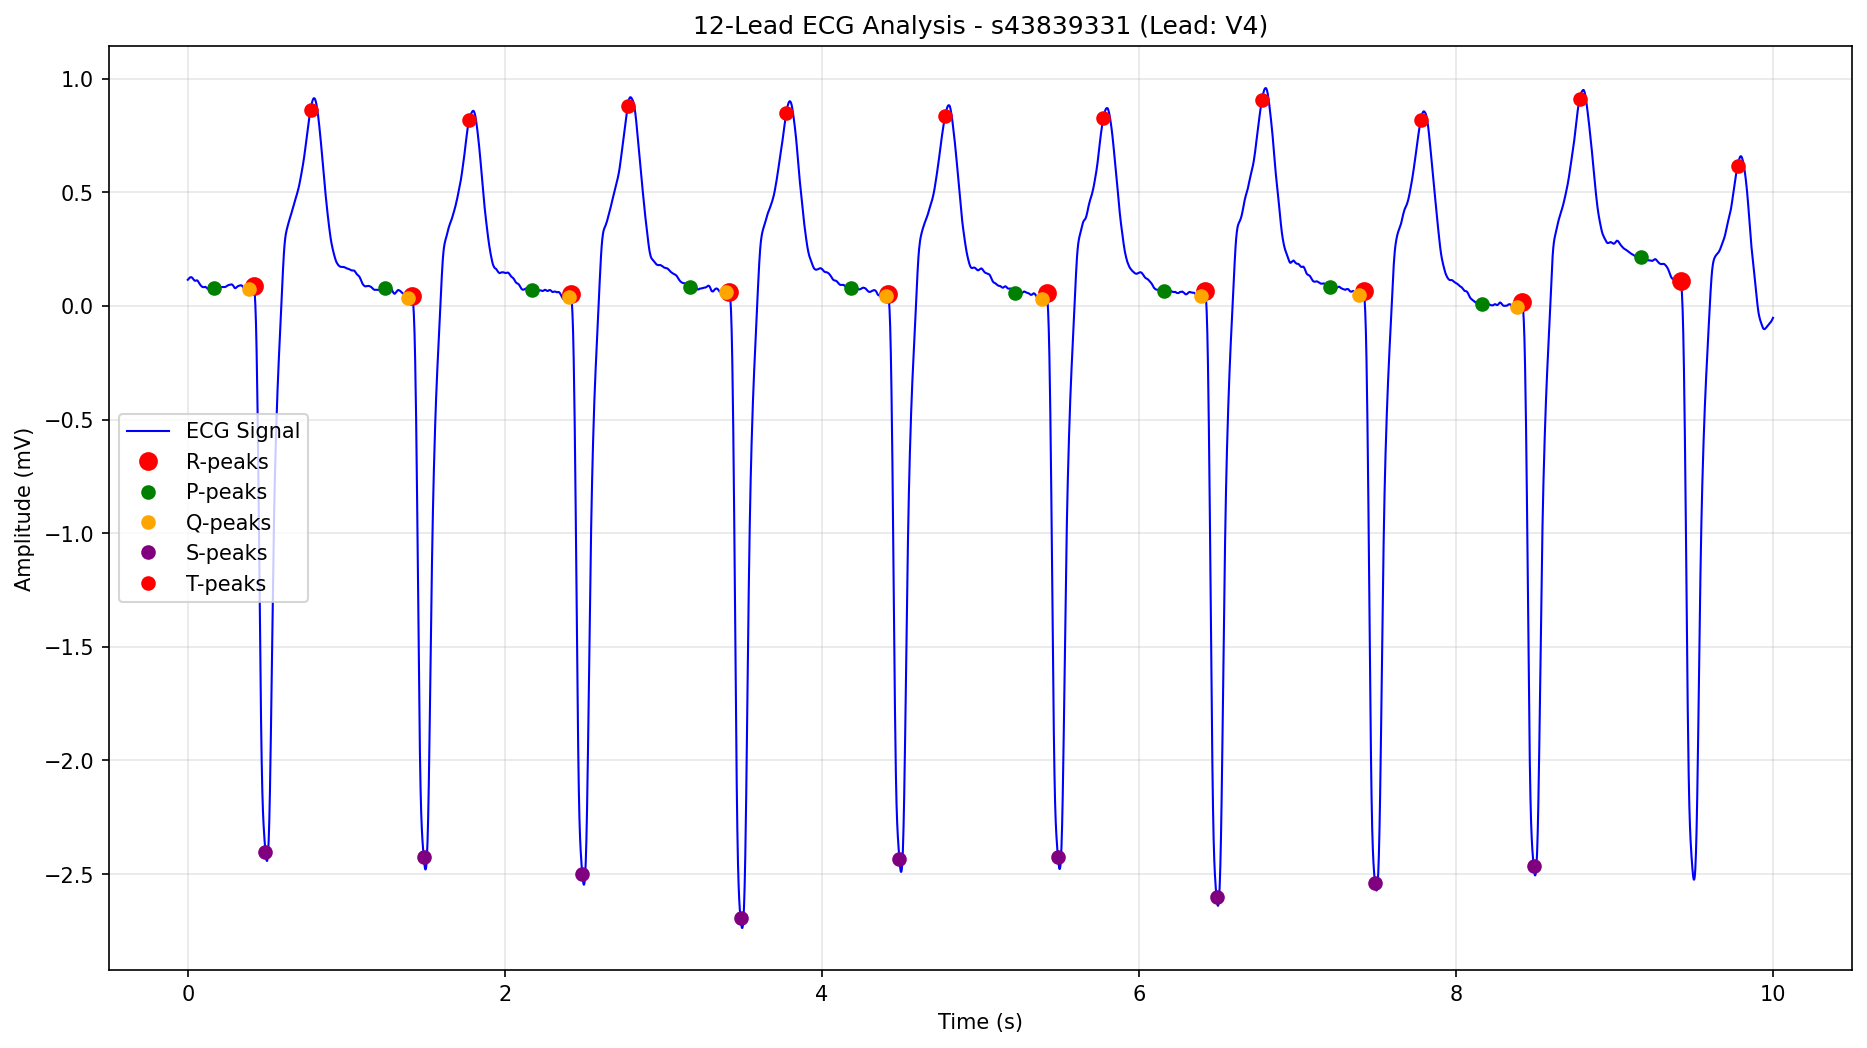 12-Lead ECG Analysis - s43839331 (Lead: V4)
1.0
0.5
0.0
−0.5
−1.0
−1.5
−2.0
−2.5
Amplitude (mV)
ECG Signal
R-peaks
P-peaks
Q-peaks
S-peaks
T-peaks
0 2 4 6 8 10
Time (s)